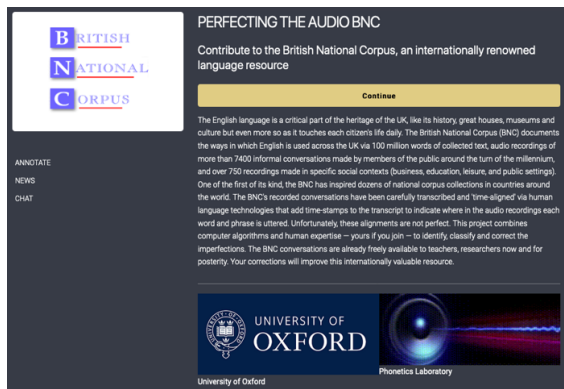 BRITISH
NATIONAL
CORPUS
ANNOTATE
NEWS
CHAT
PERFECTING THE AUDIO BNC
Contribute to the British National Corpus, an internationally renowned
language resource
Continue
The English language is a critical part of the heritage of the UK, like its history, great houses, museums and
culture but even more so as it touches each citizen's life daily. The British National Corpus (BNC) documents
the ways in which English is used across the UK via 100 million words of collected text, audio recordings of
more than 7400 informal conversations made by members of the public around the turn of the millennium,
and over 750 recordings made in specific social contexts (business, education, leisure, and public settings).
One of the first of its kind, the BNC has inspired dozens of national corpus collections in countries around
the world. The BNC's recorded conversations have been carefully transcribed and 'time-aligned' via human
language technologies that add time-stamps to the transcript to indicate where in the audio recordings each
word and phrase is uttered. Unfortunately, these alignments are not perfect. This project combines
computer algorithms and human expertise — yours if you join — to identify, classify and correct the
imperfections. The BNC conversations are already freely available to teachers, researchers now and for
posterity. Your corrections will improve this internationally valuable resource.
UNIVERSITY OF
OXFORD
University of Oxford
Phonetics Laboratory